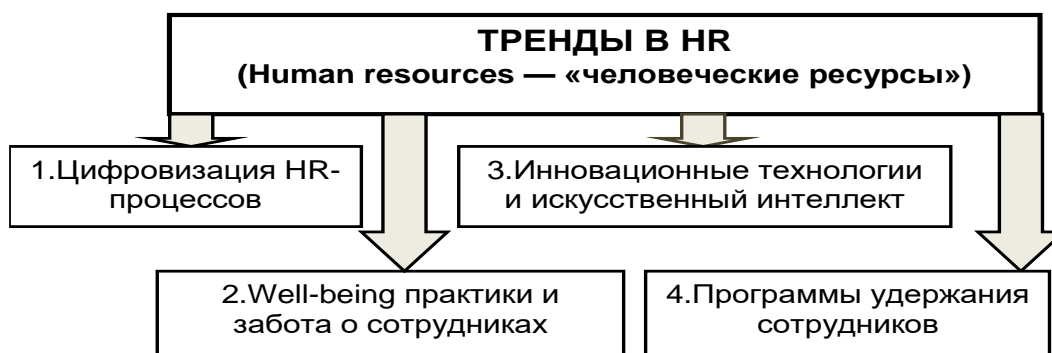 ТРЕНДЫ В HR
(Human resources — «человеческие ресурсы»)
1.Цифровизация HR-
процессов
3.Инновационные технологии
и искусственный интеллект
2.Well-being практики и
забота о сотрудниках
4.Программы удержания
сотрудников